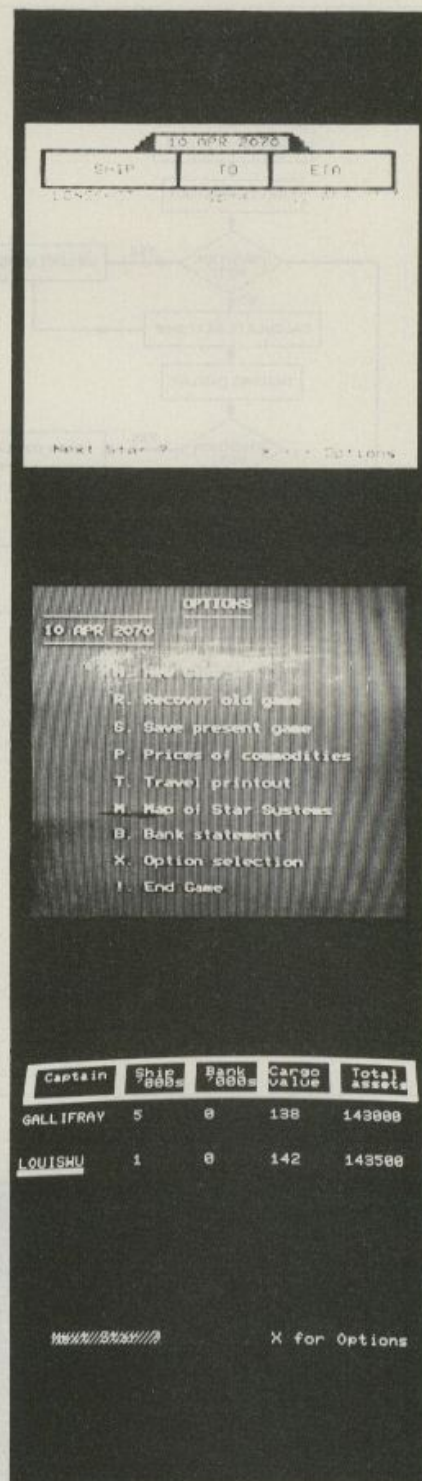 10 APR 2070
SHIP TO ETA
Next Star ? Options
OPTIONS
10 APR 2070
R. Recover old game
S. Save present game
P. Prices of commodities
T. Travel printout
M. Map of Star Systems
B. Bank statement
X. Option selection
!. End Game
Captain Ship '000s Bank '000s Cargo value Total assets
GALLIFRAY 5 0 138 143000
LOUISWU 1 0 142 143500
Next Star ? X for Options